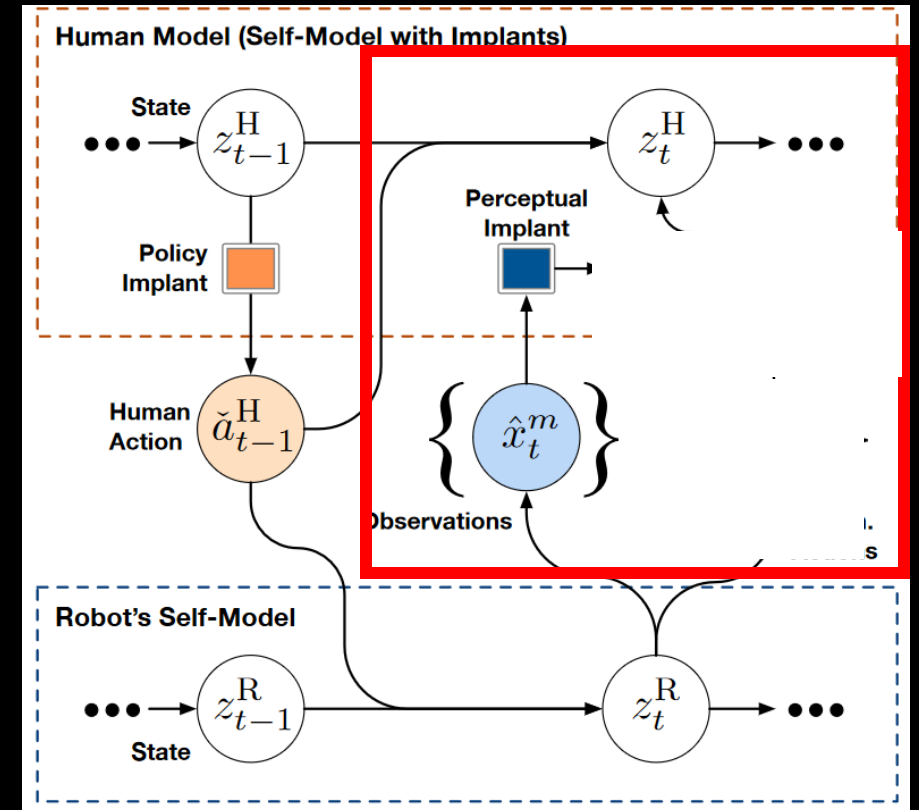 Human Model (Self-Model with Implants)
State
z^H_{t-1}
z^H_t
Perceptual
Implant
Policy
Implant
Human
Action
ǎ^H_{t-1}
{ x̂^m_t }
Observations
Robot's Self-Model
z^R_{t-1}
z^R_t
State